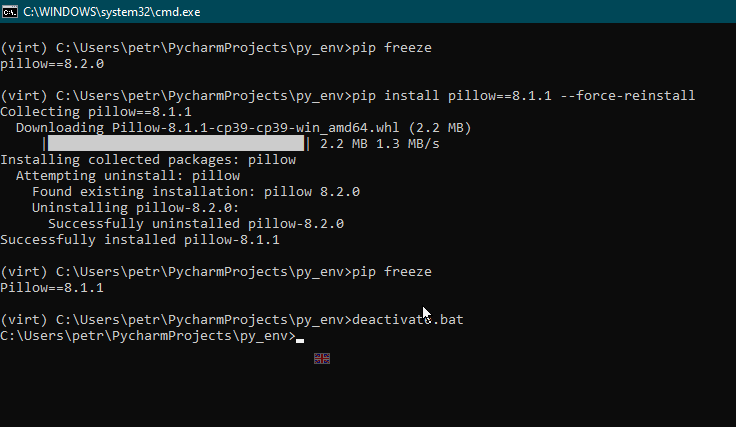 C:\WINDOWS\system32\cmd.exe
(virt) C:\Users\petr\PycharmProjects\py_env>pip freeze
pillow==8.2.0
(virt) C:\Users\petr\PycharmProjects\py_env>pip install pillow==8.1.1 --force-reinstall
Collecting pillow==8.1.1
  Downloading Pillow-8.1.1-cp39-cp39-win_amd64.whl (2.2 MB)
     |████████████████████████████████| 2.2 MB 1.3 MB/s
Installing collected packages: pillow
  Attempting uninstall: pillow
    Found existing installation: pillow 8.2.0
    Uninstalling pillow-8.2.0:
      Successfully uninstalled pillow-8.2.0
Successfully installed pillow-8.1.1
(virt) C:\Users\petr\PycharmProjects\py_env>pip freeze
Pillow==8.1.1
(virt) C:\Users\petr\PycharmProjects\py_env>deactivate.bat
C:\Users\petr\PycharmProjects\py_env>